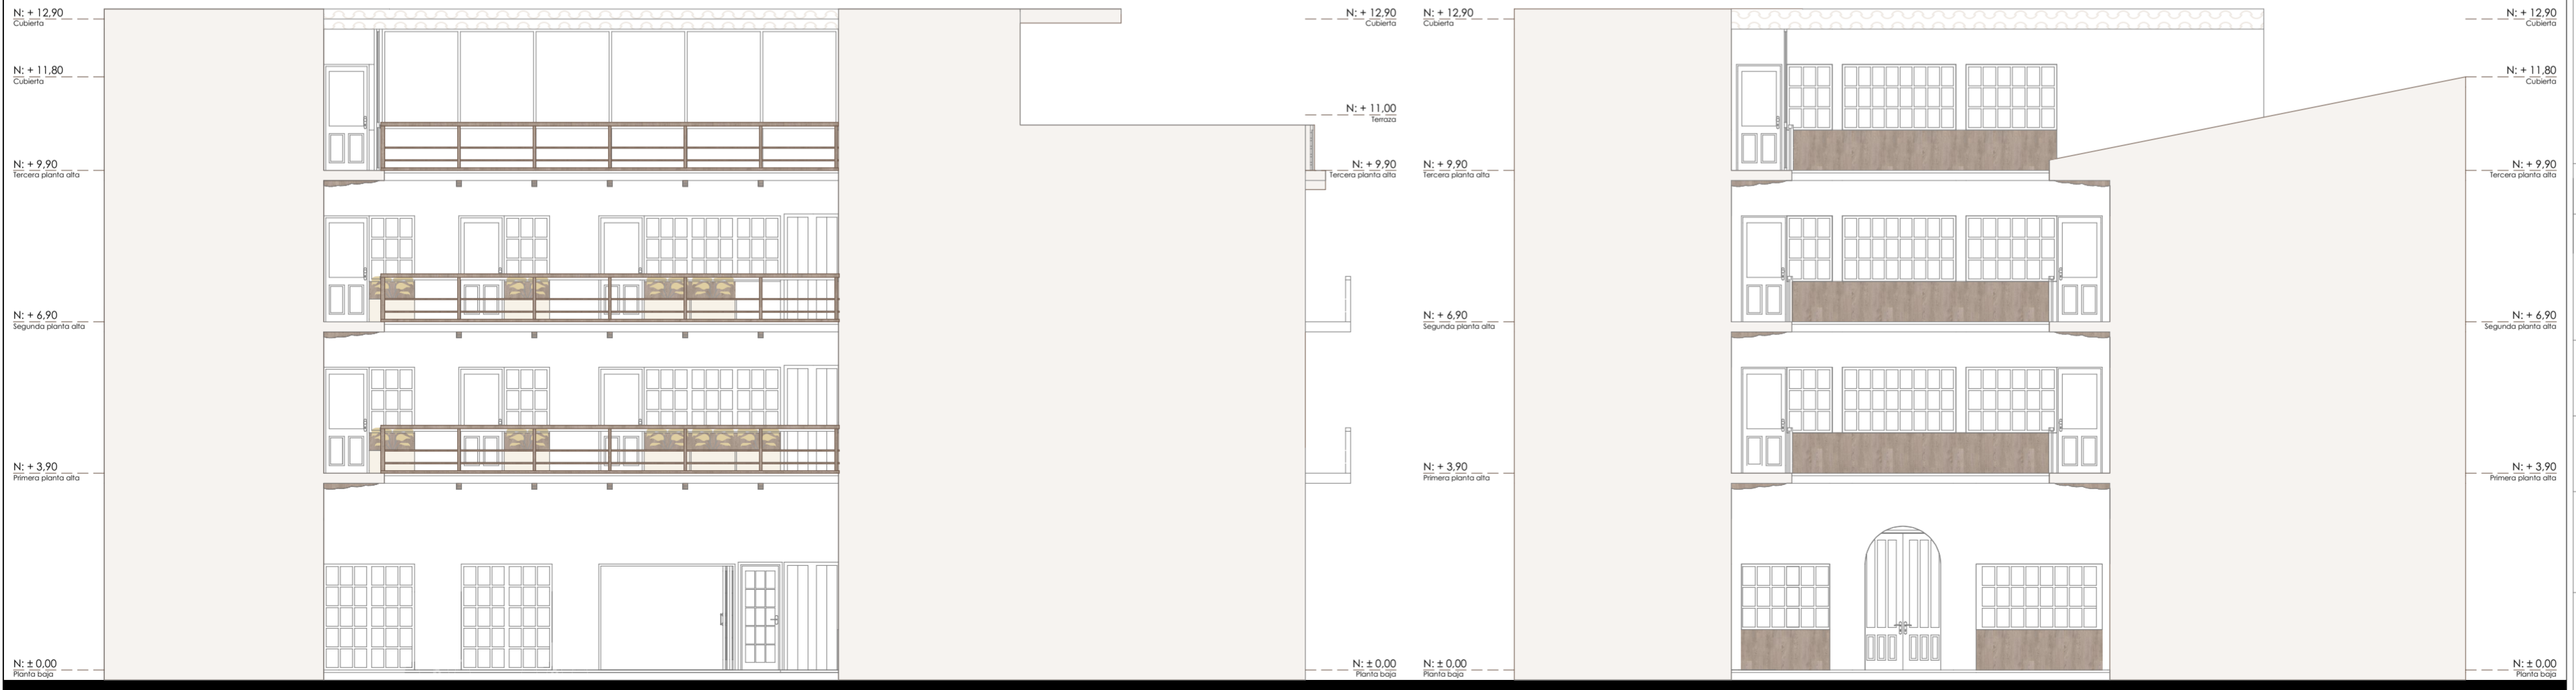 N: + 12,90
Cubierta
N: + 11,80
Cubierta
N: + 9,90
Tercera planta alta
N: + 6,90
Segunda planta alta
N: + 3,90
Primera planta alta
N: ± 0,00
Planta baja
N: + 12,90
Cubierta
N: + 11,00
Terraza
N: + 9,90
Tercera planta alta
N: ± 0,00
Planta baja
N: + 12,90
Cubierta
N: + 9,90
Tercera planta alta
N: + 6,90
Segunda planta alta
N: + 3,90
Primera planta alta
N: ± 0,00
Planta baja
N: + 12,90
Cubierta
N: + 11,80
Cubierta
N: + 9,90
Tercera planta alta
N: + 6,90
Segunda planta alta
N: + 3,90
Primera planta alta
N: ± 0,00
Planta baja